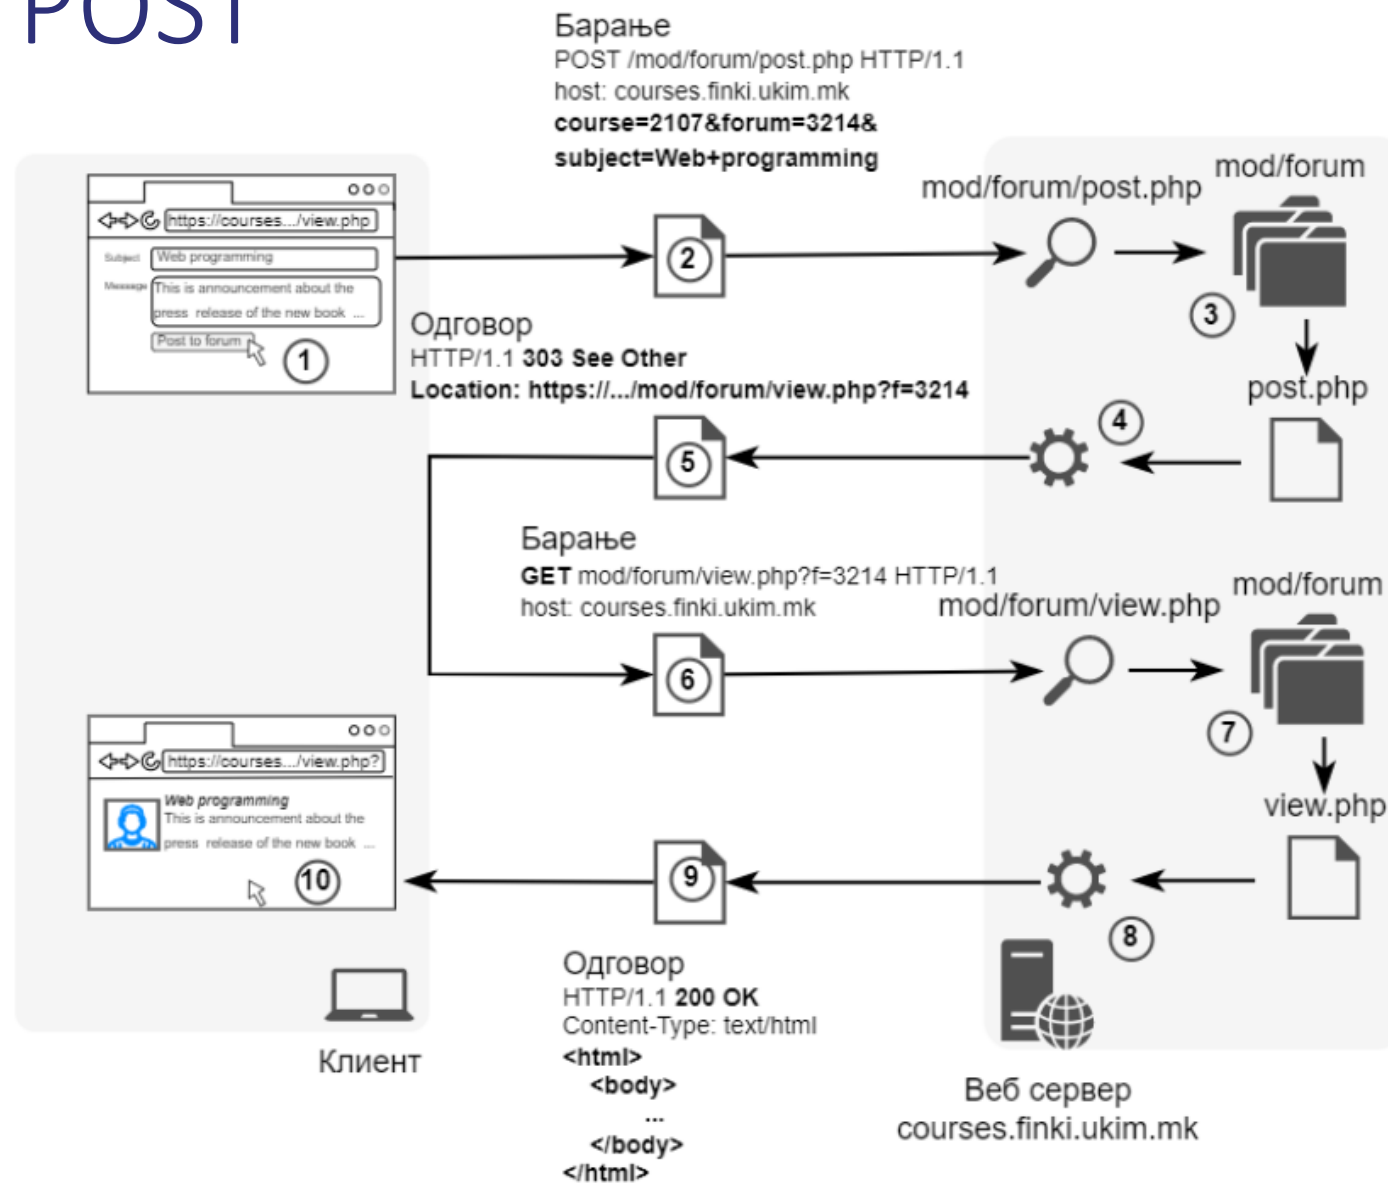 POST
Барање
POST /mod/forum/post.php HTTP/1.1
host: courses.finki.ukim.mk
course=2107&forum=3214&
subject=Web+programming
mod/forum/post.php
mod/forum
https://courses.../view.php
Subject
Web programming
Message
This is announcement about the
press release of the new book ...
Post to forum
1
2
3
Одговор
HTTP/1.1 303 See Other
Location: https://.../mod/forum/view.php?f=3214
post.php
4
5
Барање
GET mod/forum/view.php?f=3214 HTTP/1.1
host: courses.finki.ukim.mk
mod/forum/view.php
mod/forum
6
7
view.php
https://courses.../view.php?
Web programming
This is announcement about the
press release of the new book ...
10
9
8
Одговор
HTTP/1.1 200 OK
Content-Type: text/html
<html>
<body>
...
</body>
</html>
Клиент
Веб сервер
courses.finki.ukim.mk